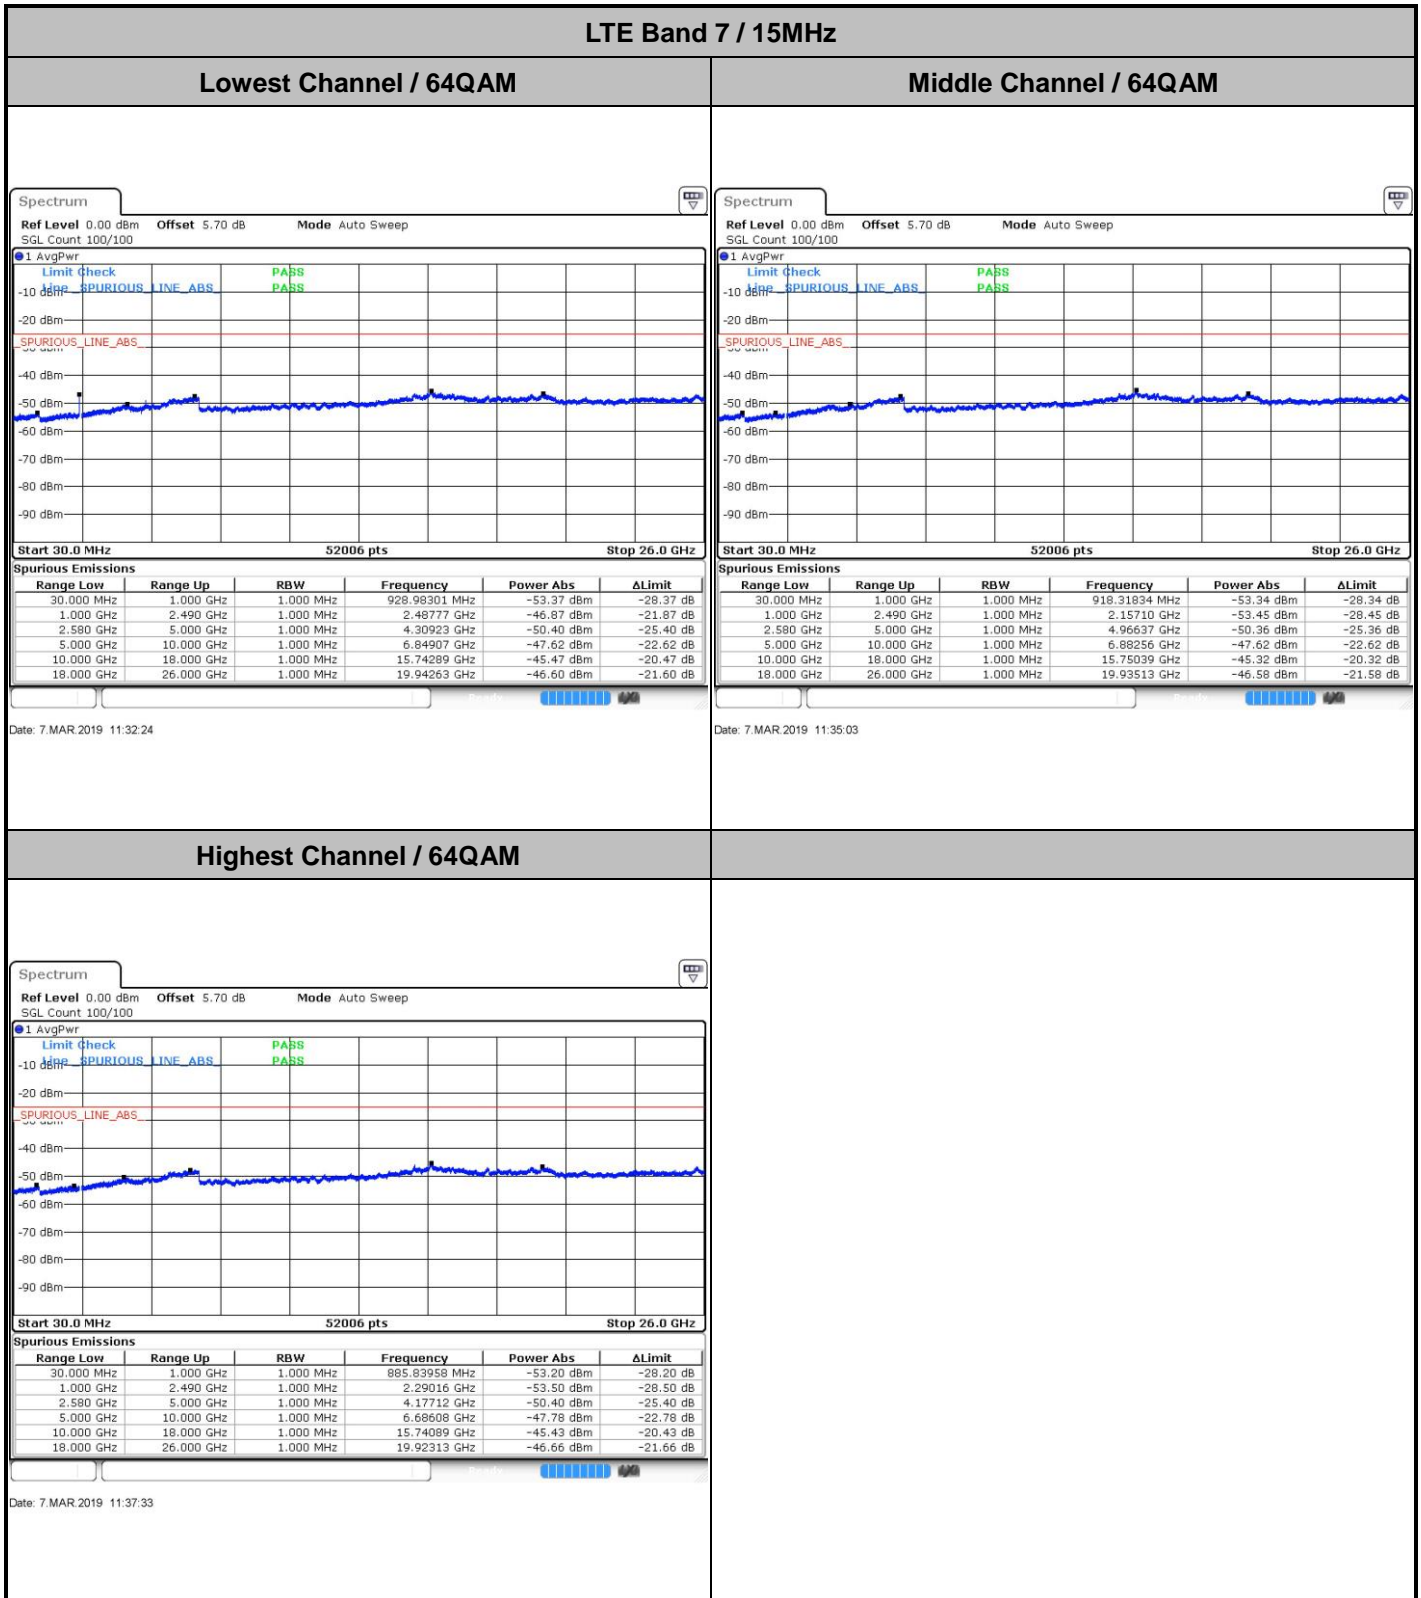 LTE Band 7 / 15MHz
Lowest Channel / 64QAM
Middle Channel / 64QAM
Spectrum
Ref Level 0.00 dBm Offset 5.70 dB Mode Auto Sweep
SGL Count 100/100
1 AvgPwr
Limit Check PASS
Line _SPURIOUS_LINE_ABS_ PASS
-10 dBm
-20 dBm
_SPURIOUS_LINE_ABS_
-40 dBm
-50 dBm
-60 dBm
-70 dBm
-80 dBm
-90 dBm
Start 30.0 MHz 52006 pts Stop 26.0 GHz
Spurious Emissions
Range Low Range Up RBW Frequency Power Abs ΔLimit
30.000 MHz 1.000 GHz 1.000 MHz 928.98301 MHz -53.37 dBm -28.37 dB
1.000 GHz 2.490 GHz 1.000 MHz 2.48777 GHz -46.87 dBm -21.87 dB
2.580 GHz 5.000 GHz 1.000 MHz 4.30923 GHz -50.40 dBm -25.40 dB
5.000 GHz 10.000 GHz 1.000 MHz 6.84907 GHz -47.62 dBm -22.62 dB
10.000 GHz 18.000 GHz 1.000 MHz 15.74289 GHz -45.47 dBm -20.47 dB
18.000 GHz 26.000 GHz 1.000 MHz 19.94263 GHz -46.60 dBm -21.60 dB
Date: 7.MAR.2019 11:32:24
Spectrum
Ref Level 0.00 dBm Offset 5.70 dB Mode Auto Sweep
SGL Count 100/100
1 AvgPwr
Limit Check PASS
Line _SPURIOUS_LINE_ABS_ PASS
-10 dBm
-20 dBm
_SPURIOUS_LINE_ABS_
-40 dBm
-50 dBm
-60 dBm
-70 dBm
-80 dBm
-90 dBm
Start 30.0 MHz 52006 pts Stop 26.0 GHz
Spurious Emissions
Range Low Range Up RBW Frequency Power Abs ΔLimit
30.000 MHz 1.000 GHz 1.000 MHz 918.31834 MHz -53.34 dBm -28.34 dB
1.000 GHz 2.490 GHz 1.000 MHz 2.15710 GHz -53.45 dBm -28.45 dB
2.580 GHz 5.000 GHz 1.000 MHz 4.96637 GHz -50.36 dBm -25.36 dB
5.000 GHz 10.000 GHz 1.000 MHz 6.88256 GHz -47.62 dBm -22.62 dB
10.000 GHz 18.000 GHz 1.000 MHz 15.75039 GHz -45.32 dBm -20.32 dB
18.000 GHz 26.000 GHz 1.000 MHz 19.93513 GHz -46.58 dBm -21.58 dB
Date: 7.MAR.2019 11:35:03
Highest Channel / 64QAM
Spectrum
Ref Level 0.00 dBm Offset 5.70 dB Mode Auto Sweep
SGL Count 100/100
1 AvgPwr
Limit Check PASS
Line _SPURIOUS_LINE_ABS_ PASS
-10 dBm
-20 dBm
_SPURIOUS_LINE_ABS_
-40 dBm
-50 dBm
-60 dBm
-70 dBm
-80 dBm
-90 dBm
Start 30.0 MHz 52006 pts Stop 26.0 GHz
Spurious Emissions
Range Low Range Up RBW Frequency Power Abs ΔLimit
30.000 MHz 1.000 GHz 1.000 MHz 885.83958 MHz -53.20 dBm -28.20 dB
1.000 GHz 2.490 GHz 1.000 MHz 2.29016 GHz -53.50 dBm -28.50 dB
2.580 GHz 5.000 GHz 1.000 MHz 4.17712 GHz -50.40 dBm -25.40 dB
5.000 GHz 10.000 GHz 1.000 MHz 6.68608 GHz -47.78 dBm -22.78 dB
10.000 GHz 18.000 GHz 1.000 MHz 15.74089 GHz -45.43 dBm -20.43 dB
18.000 GHz 26.000 GHz 1.000 MHz 19.92313 GHz -46.66 dBm -21.66 dB
Date: 7.MAR.2019 11:37:33